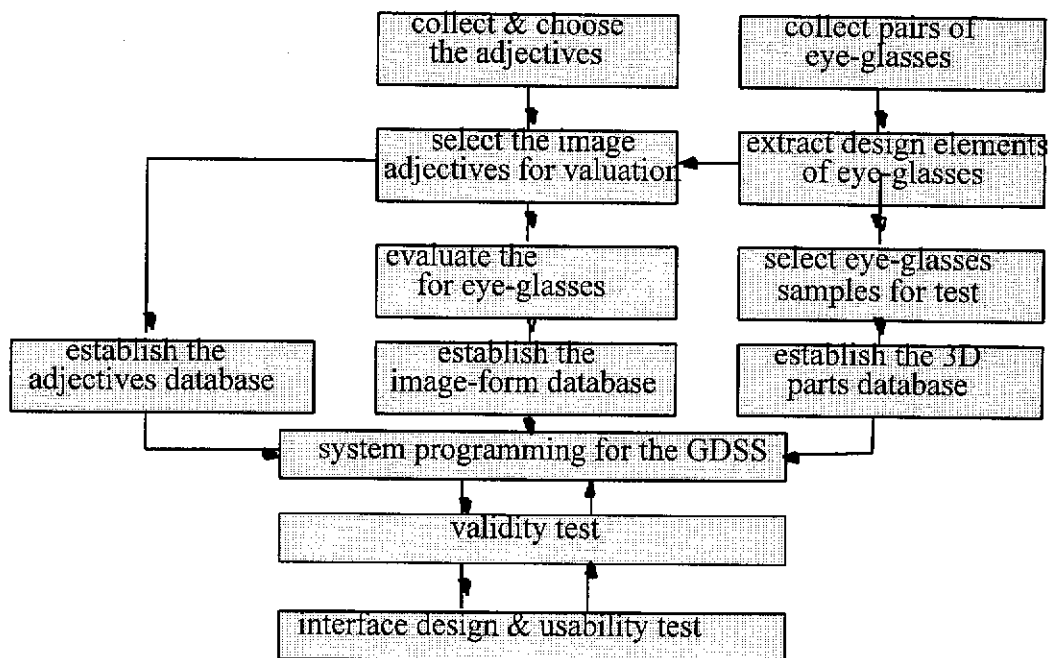 collect & choose
the adjectives
collect pairs of
eye-glasses
select the image
adjectives for valuation
extract design elements
of eye-glasses
evaluate the
for eye-glasses
select eye-glasses
samples for test
establish the
adjectives database
establish the
image-form database
establish the 3D
parts database
system programming for the GDSS
validity test
interface design & usability test